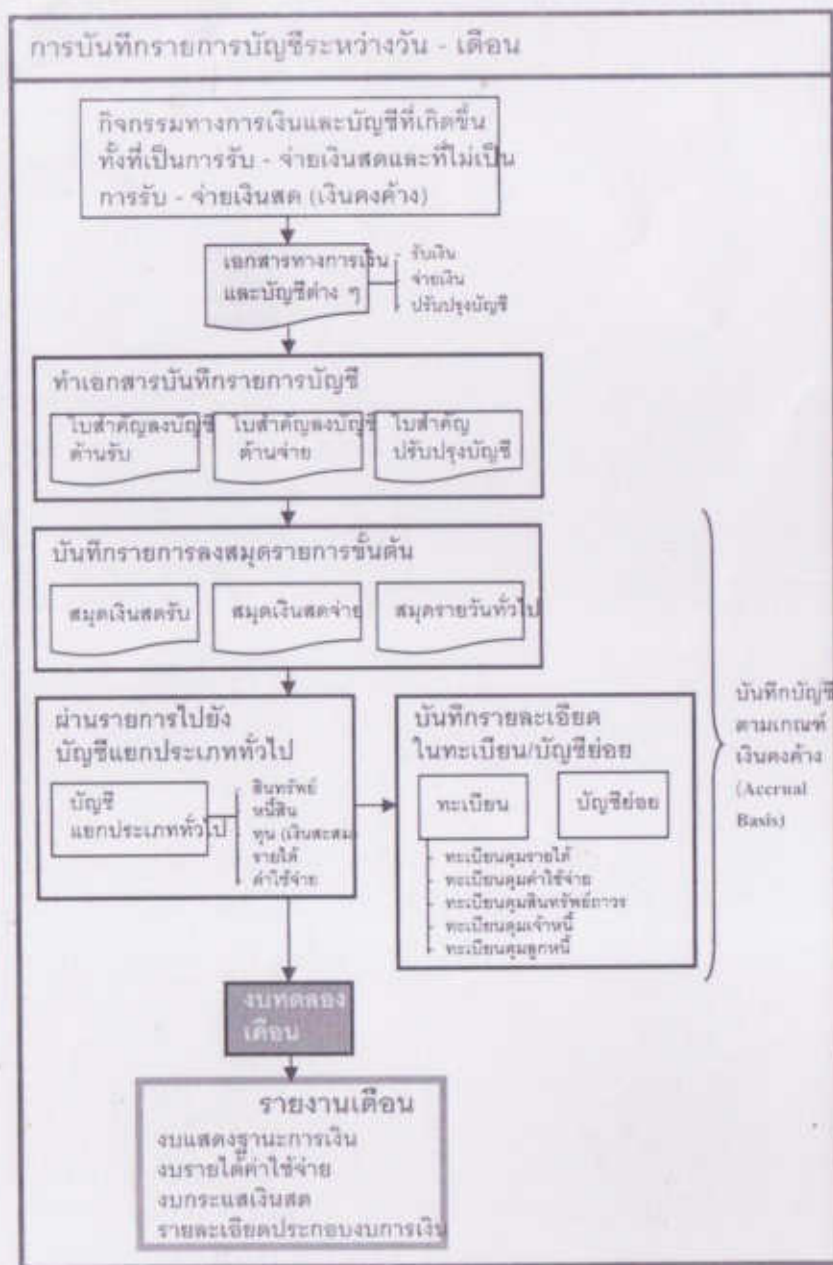 การบันทึกรายการบัญชีระหว่างวัน - เดือน
กิจกรรมทางการเงินและบัญชีที่เกิดขึ้น
ทั้งที่เป็นการรับ - จ่ายเงินสดและที่ไม่เป็น
การรับ - จ่ายเงินสด (เงินคงค้าง)
เอกสารทางการเงิน
และบัญชีต่าง ๆ
รับเงิน
จ่ายเงิน
ปรับปรุงบัญชี
ทำเอกสารบันทึกรายการบัญชี
ใบสำคัญลงบัญชี
ด้านรับ
ใบสำคัญลงบัญชี
ด้านจ่าย
ใบสำคัญ
ปรับปรุงบัญชี
บันทึกรายการลงสมุดรายการขั้นต้น
สมุดเงินสดรับ
สมุดเงินสดจ่าย
สมุดรายวันทั่วไป
ผ่านรายการไปยัง
บัญชีแยกประเภททั่วไป
บัญชี
แยกประเภททั่วไป
สินทรัพย์
หนี้สิน
ทุน (เงินสะสม)
รายได้
ค่าใช้จ่าย
บันทึกรายละเอียด
ในทะเบียน/บัญชีย่อย
ทะเบียน
บัญชีย่อย
- ทะเบียนคุมรายได้
- ทะเบียนคุมค่าใช้จ่าย
- ทะเบียนคุมสินทรัพย์ถาวร
- ทะเบียนคุมเจ้าหนี้
- ทะเบียนคุมลูกหนี้
บันทึกบัญชี
ตามเกณฑ์
เงินคงค้าง
(Accrual
Basis)
งบทดลอง
เดือน
รายงานเดือน
งบแสดงฐานะการเงิน
งบรายได้ค่าใช้จ่าย
งบกระแสเงินสด
รายละเอียดประกอบงบการเงิน